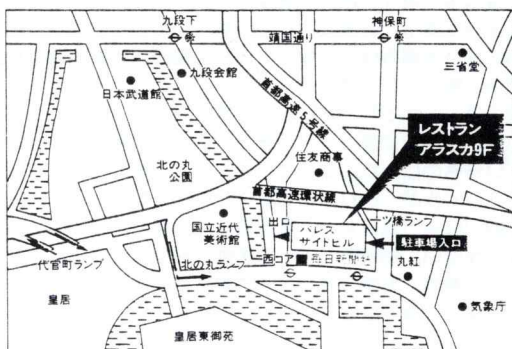 九段下
神保町
靖国通り
三省堂
九段会館
日本武道館
首都高速5号線
レストラン
アラスカ9F
住友商事
北の丸
公園
首都高速環状線
国立近代
美術館
出口
一ツ橋ランプ
パレス
サイドビル
駐車場入口
代官町ランプ
北の丸ランプ
西コア
毎日新聞社
丸紅
皇居
気象庁
皇居東御苑